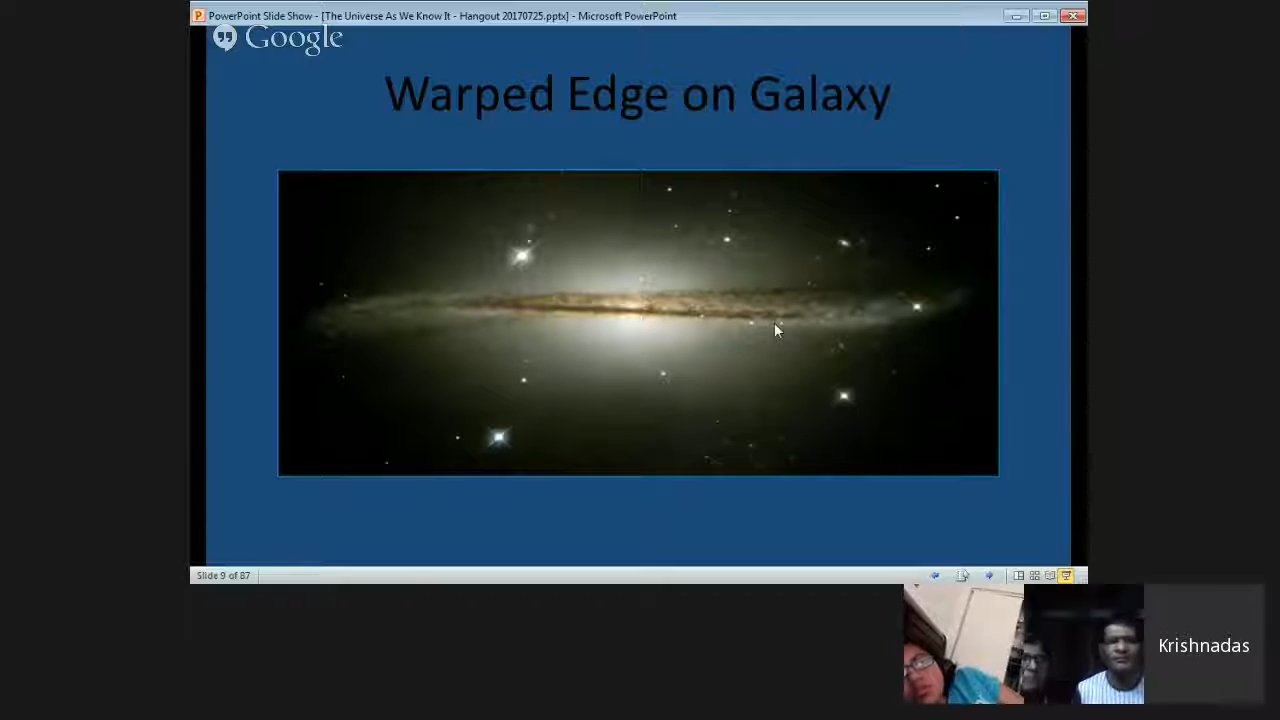 PowerPoint Slide Show - [The Universe As We Know It - Hangout 20170725.pptx] - Microsoft PowerPoint
Google
Warped Edge on Galaxy
Slide 9 of 87
Krishnadas